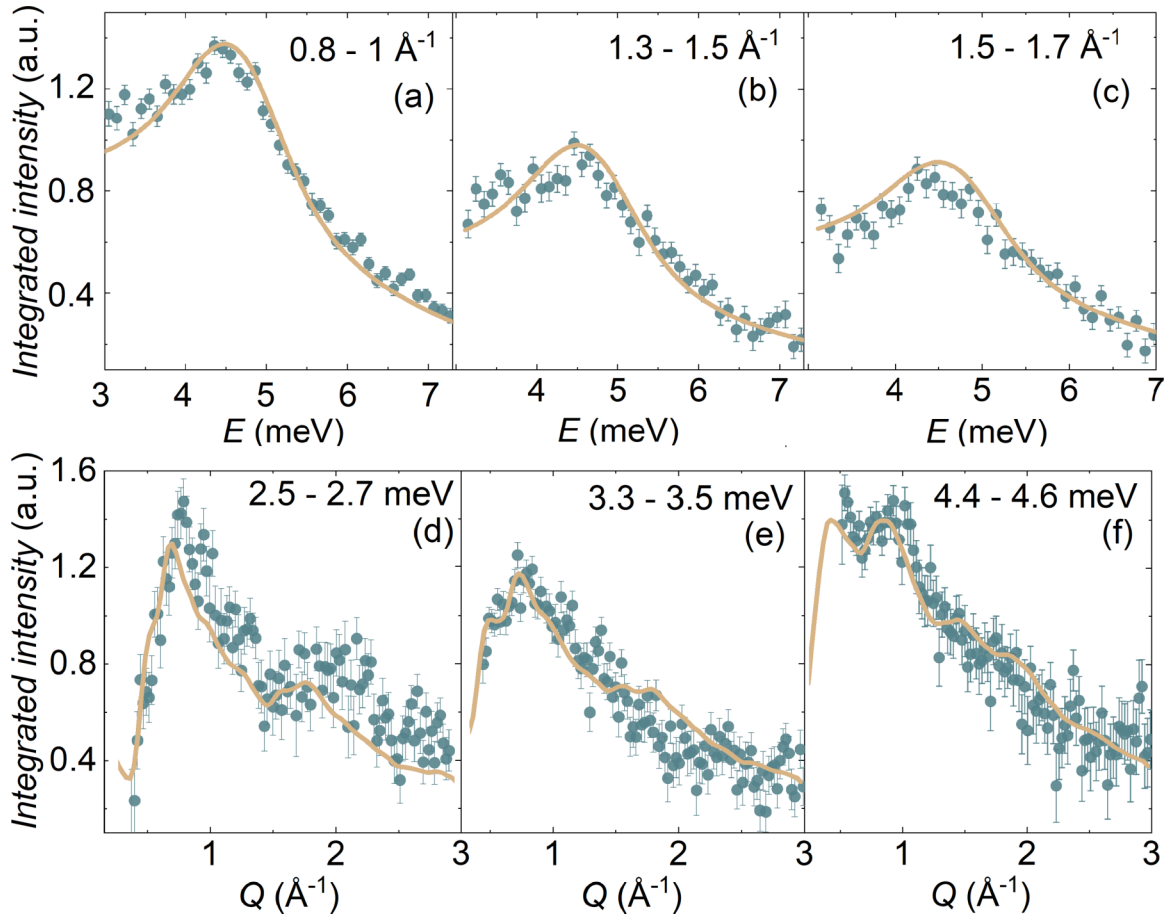 Integrated intensity (a.u.)
1.2
0.8
0.4
0.8 - 1 Å-1
(a)
1.3 - 1.5 Å-1
(b)
1.5 - 1.7 Å-1
(c)
3 4 5 6 7 4 5 6 7 4 5 6 7
E (meV) E (meV) E (meV)
Integrated intensity (a.u.)
1.6
1.2
0.8
0.4
2.5 - 2.7 meV
(d)
3.3 - 3.5 meV
(e)
4.4 - 4.6 meV
(f)
1 2 3 1 2 3 1 2 3
Q (Å-1) Q (Å-1) Q (Å-1)